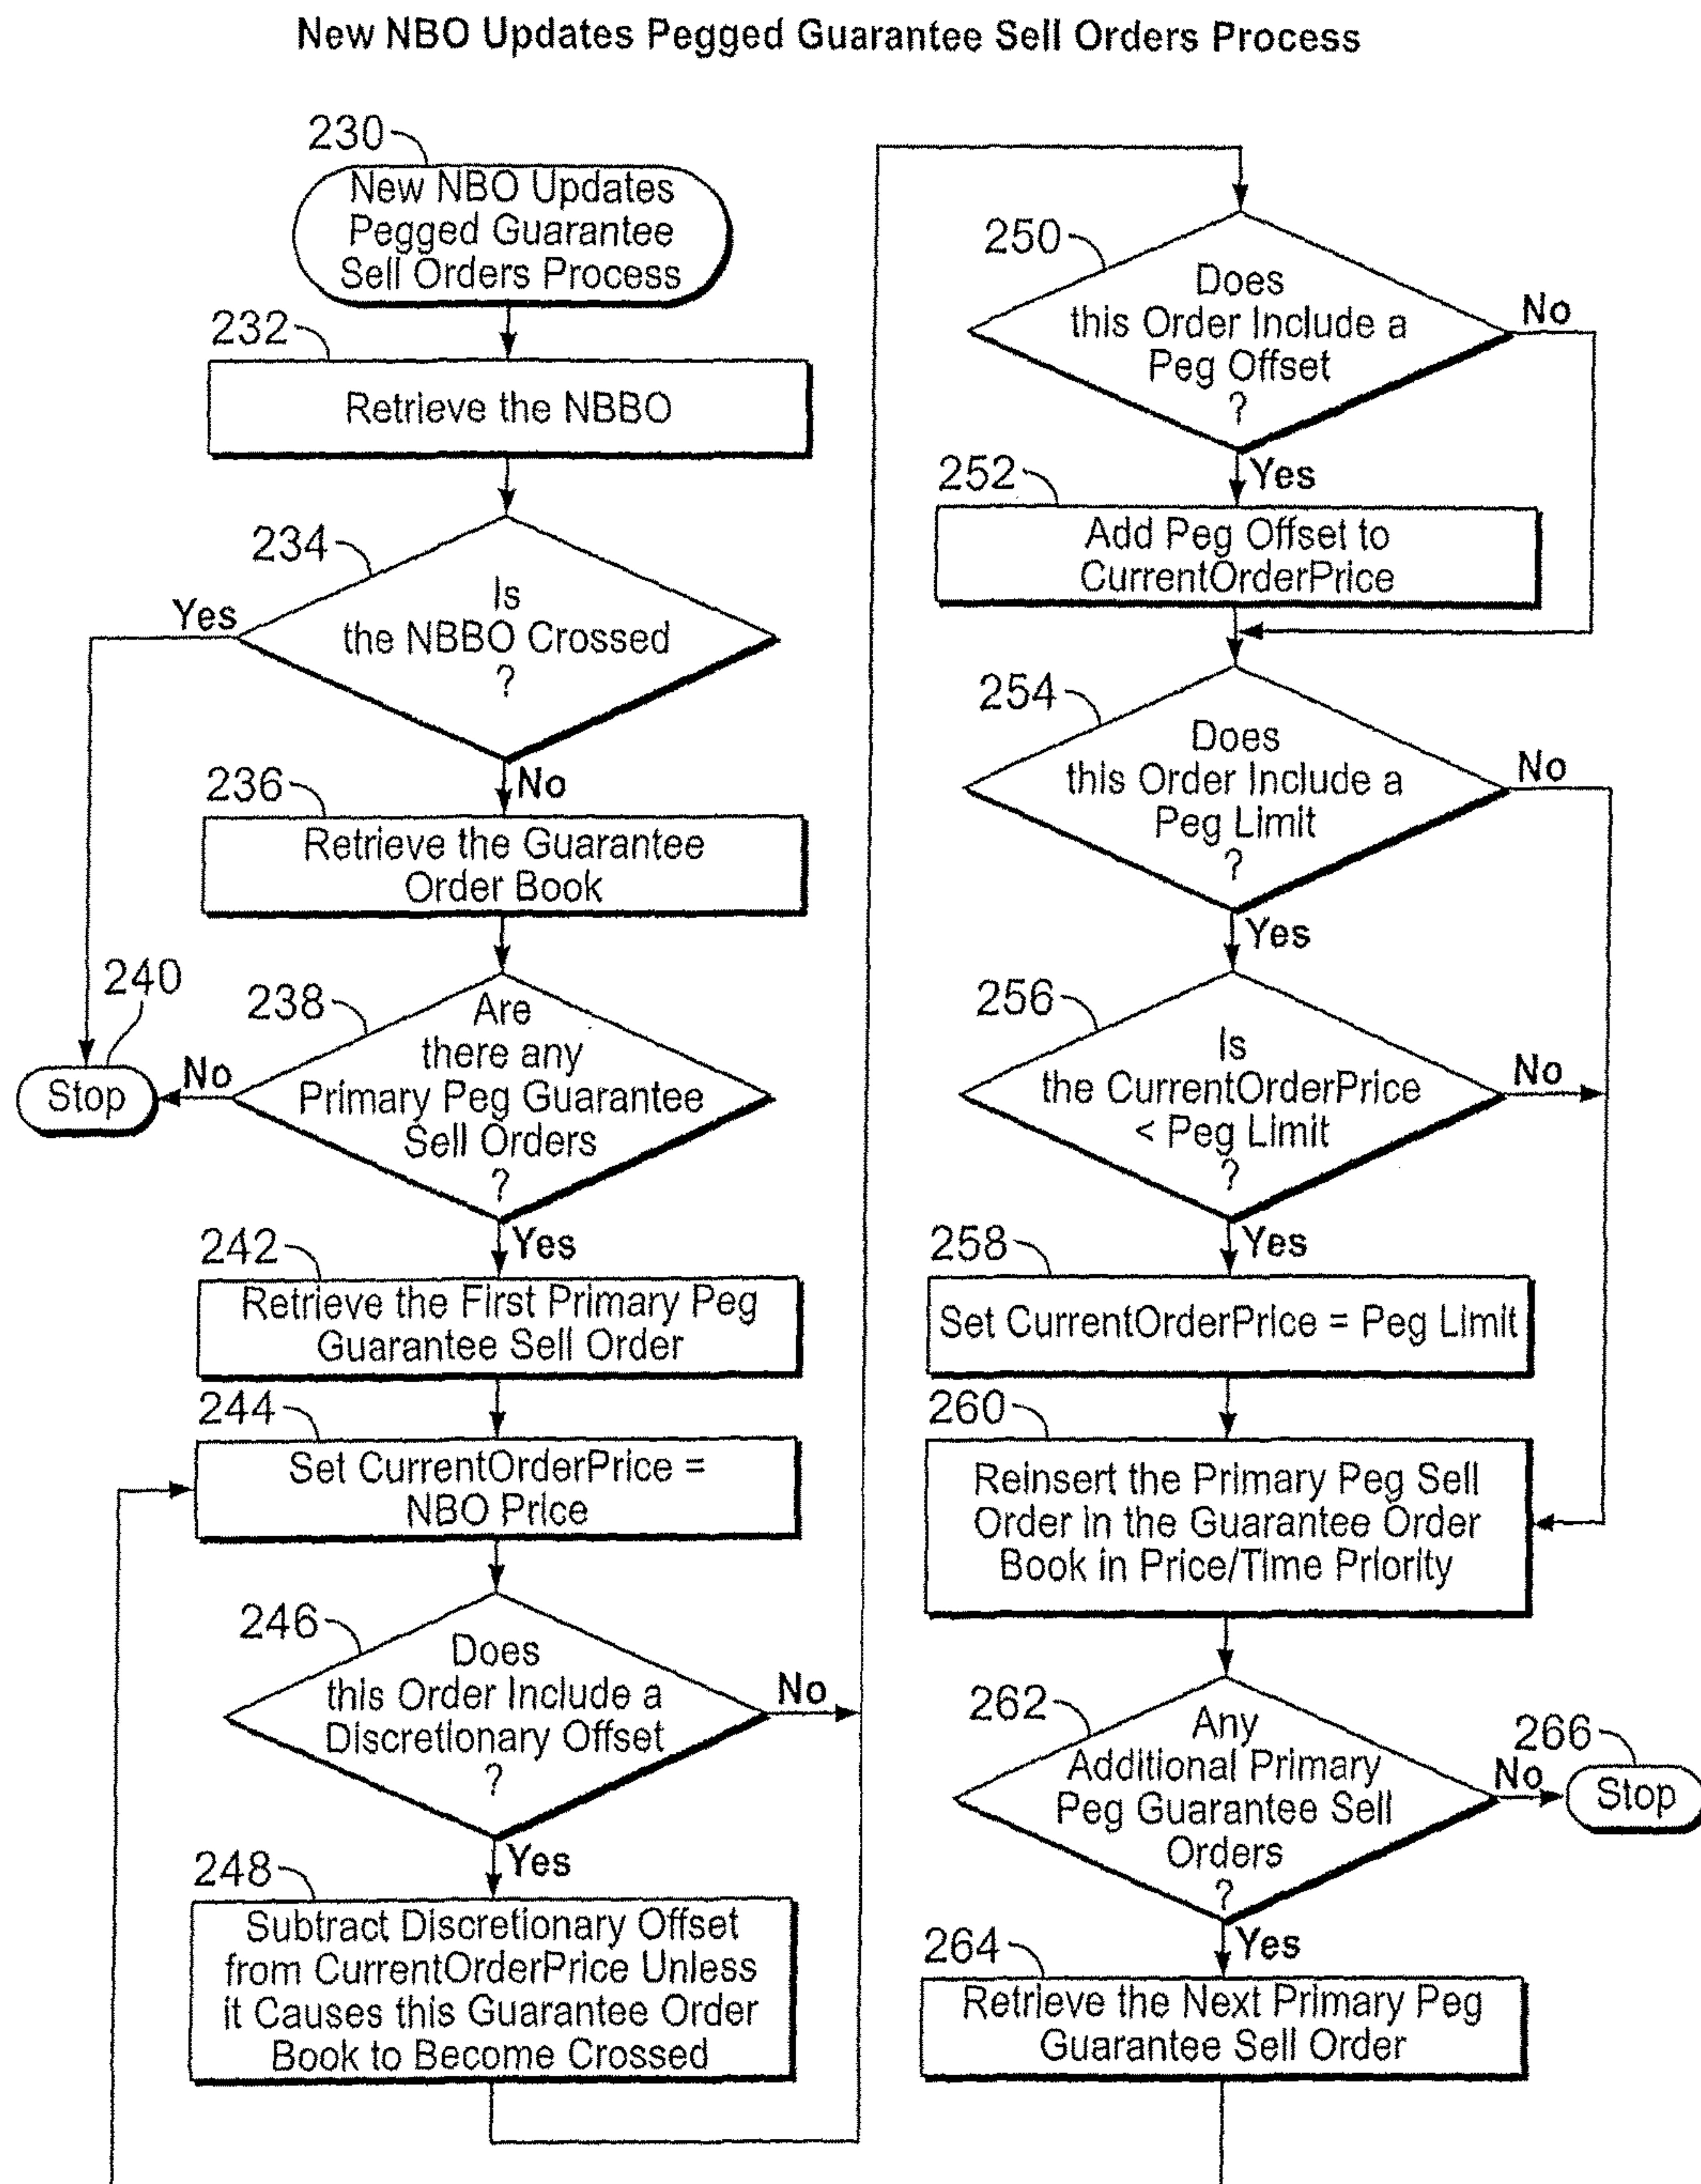 New NBO Updates Pegged Guarantee Sell Orders Process
230
New NBO Updates
Pegged Guarantee
Sell Orders Process
232
Retrieve the NBBO
234
Is
the NBBO Crossed
?
Yes
No
236
Retrieve the Guarantee
Order Book
240
Stop
238
Are
there any
Primary Peg Guarantee
Sell Orders
?
No
Yes
242
Retrieve the First Primary Peg
Guarantee Sell Order
244
Set CurrentOrderPrice =
NBO Price
246
Does
this Order Include a
Discretionary Offset
?
No
Yes
248
Subtract Discretionary Offset
from CurrentOrderPrice Unless
it Causes this Guarantee Order
Book to Become Crossed
250
Does
this Order Include a
Peg Offset
?
No
Yes
252
Add Peg Offset to
CurrentOrderPrice
254
Does
this Order Include a
Peg Limit
?
No
Yes
256
Is
the CurrentOrderPrice
< Peg Limit
?
No
Yes
258
Set CurrentOrderPrice = Peg Limit
260
Reinsert the Primary Peg Sell
Order in the Guarantee Order
Book in Price/Time Priority
262
Any
Additional Primary
Peg Guarantee Sell
Orders
?
No
266
Stop
Yes
264
Retrieve the Next Primary Peg
Guarantee Sell Order